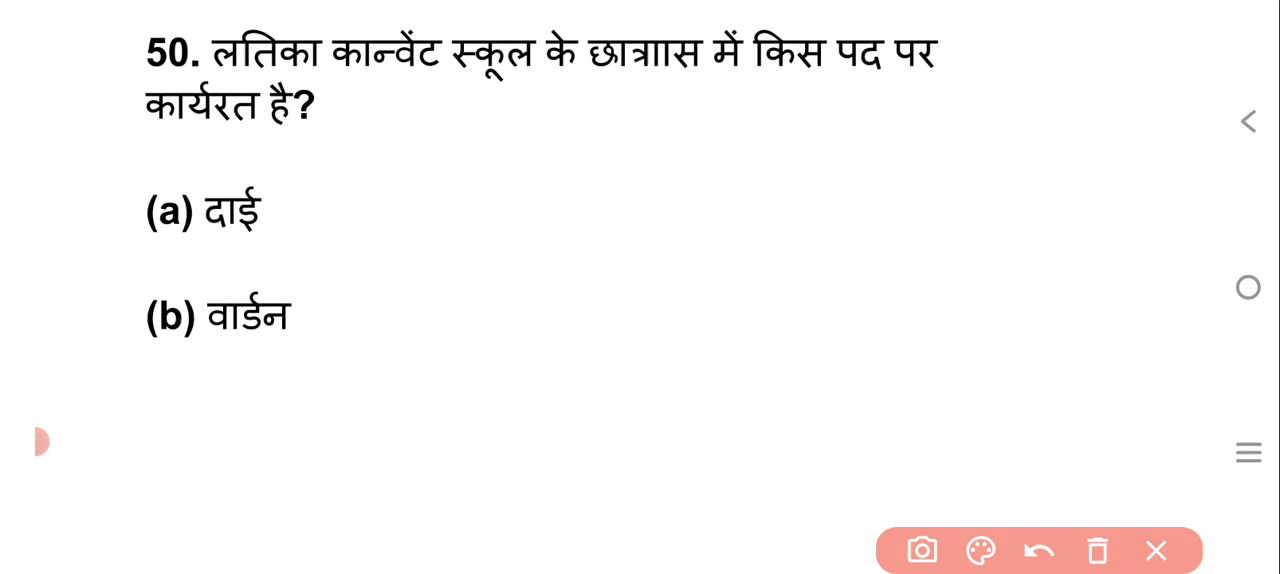 50. लतिका कान्वेंट स्कूल के छात्राास में किस पद पर
कार्यरत है?
(a) दाई
(b) वार्डन